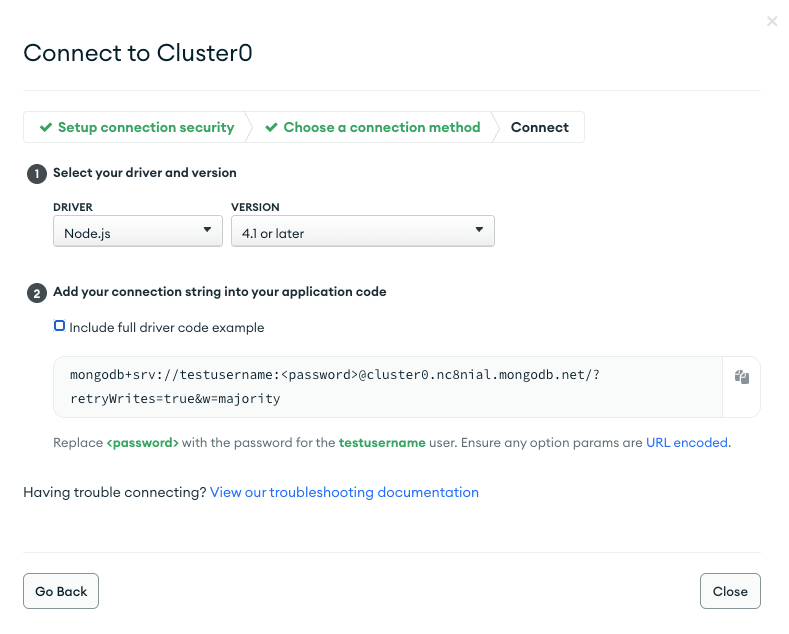 Connect to Cluster0
Setup connection security
Choose a connection method
Connect
1 Select your driver and version
DRIVER
VERSION
Node.js
4.1 or later
2 Add your connection string into your application code
Include full driver code example
mongodb+srv://testusername:<password>@cluster0.nc8nial.mongodb.net/?
retryWrites=true&w=majority
Replace <password> with the password for the testusername user. Ensure any option params are URL encoded.
Having trouble connecting? View our troubleshooting documentation
Go Back
Close